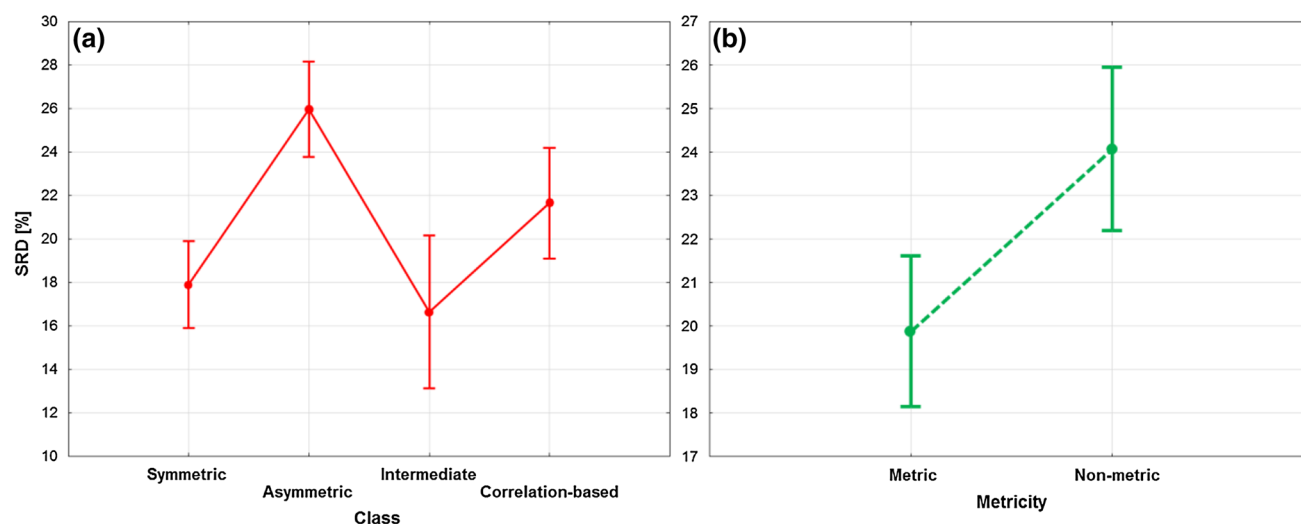 (a)
30
28
26
24
22
20
18
16
14
12
10
SRD [%]
Symmetric
Asymmetric
Intermediate
Correlation-based
Class
(b)
27
26
25
24
23
22
21
20
19
18
17
Metric
Non-metric
Metricity